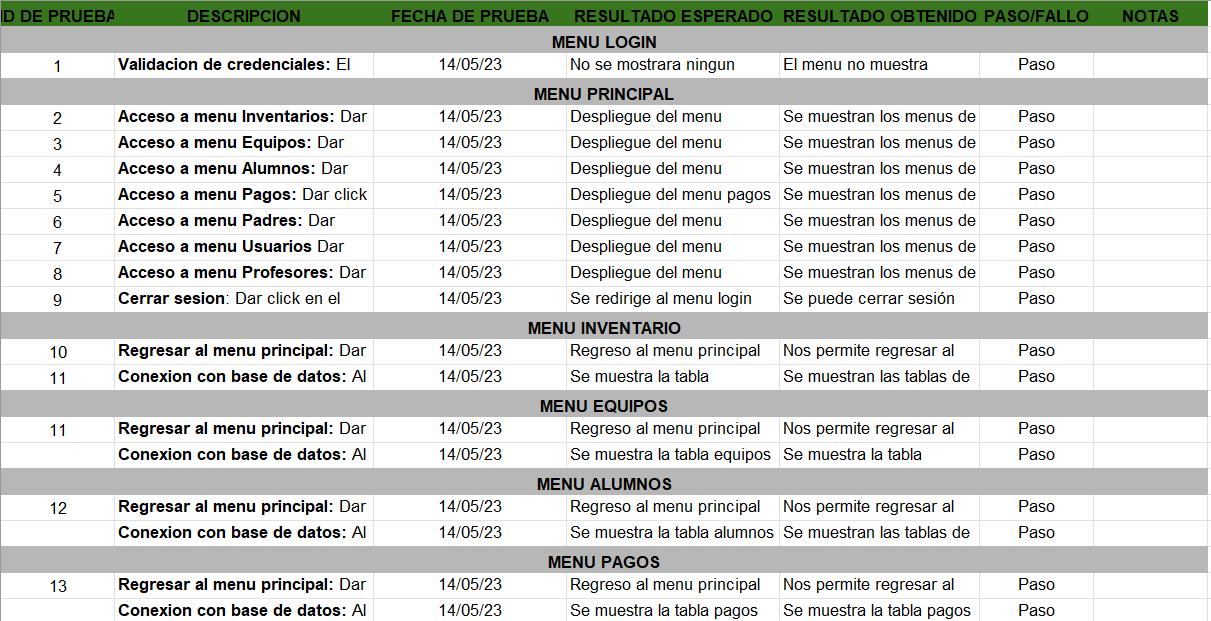 ID DE PRUEBA DESCRIPCION FECHA DE PRUEBA RESULTADO ESPERADO RESULTADO OBTENIDO PASO/FALLO NOTAS
MENU LOGIN
1 Validacion de credenciales: El 14/05/23 No se mostrara ningun El menu no muestra Paso
MENU PRINCIPAL
2 Acceso a menu Inventarios: Dar 14/05/23 Despliegue del menu Se muestran los menus de Paso
3 Acceso a menu Equipos: Dar 14/05/23 Despliegue del menu Se muestran los menus de Paso
4 Acceso a menu Alumnos: Dar 14/05/23 Despliegue del menu Se muestran los menus de Paso
5 Acceso a menu Pagos: Dar click 14/05/23 Despliegue del menu pagos Se muestran los menus de Paso
6 Acceso a menu Padres: Dar 14/05/23 Despliegue del menu Se muestran los menus de Paso
7 Acceso a menu Usuarios Dar 14/05/23 Despliegue del menu Se muestran los menus de Paso
8 Acceso a menu Profesores: Dar 14/05/23 Despliegue del menu Se muestran los menus de Paso
9 Cerrar sesion: Dar click en el 14/05/23 Se redirige al menu login Se puede cerrar sesión Paso
MENU INVENTARIO
10 Regresar al menu principal: Dar 14/05/23 Regreso al menu principal Nos permite regresar al Paso
11 Conexion con base de datos: Al 14/05/23 Se muestra la tabla Se muestran las tablas de Paso
MENU EQUIPOS
11 Regresar al menu principal: Dar 14/05/23 Regreso al menu principal Nos permite regresar al Paso
Conexion con base de datos: Al 14/05/23 Se muestra la tabla equipos Se muestra la tabla Paso
MENU ALUMNOS
12 Regresar al menu principal: Dar 14/05/23 Regreso al menu principal Nos permite regresar al Paso
Conexion con base de datos: Al 14/05/23 Se muestra la tabla alumnos Se muestran las tablas de Paso
MENU PAGOS
13 Regresar al menu principal: Dar 14/05/23 Regreso al menu principal Nos permite regresar al Paso
Conexion con base de datos: Al 14/05/23 Se muestra la tabla pagos Se muestra la tabla pagos Paso